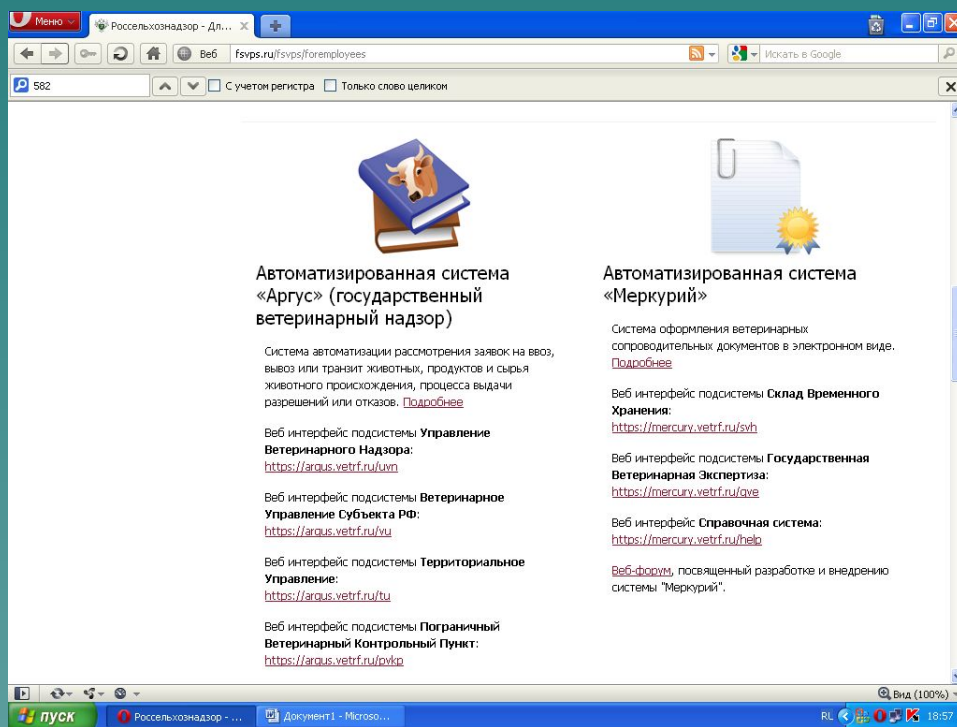 Меню
Россельхознадзор - Дл...
Веб
fsvps.ru/fsvps/foremployees
Искать в Google
582
С учетом регистра
Только слово целиком
Автоматизированная система
«Аргус» (государственный
ветеринарный надзор)
Система автоматизации рассмотрения заявок на ввоз,
вывоз или транзит животных, продуктов и сырья
животного происхождения, процесса выдачи
разрешений или отказов. Подробнее
Веб интерфейс подсистемы Управление
Ветеринарного Надзора:
https://argus.vetrf.ru/uvn
Веб интерфейс подсистемы Ветеринарное
Управление Субъекта РФ:
https://argus.vetrf.ru/vu
Веб интерфейс подсистемы Территориальное
Управление:
https://argus.vetrf.ru/tu
Веб интерфейс подсистемы Пограничный
Ветеринарный Контрольный Пункт:
https://argus.vetrf.ru/pvkp
Автоматизированная система
«Меркурий»
Система оформления ветеринарных
сопроводительных документов в электронном виде.
Подробнее
Веб интерфейс подсистемы Склад Временного
Хранения:
https://mercury.vetrf.ru/svh
Веб интерфейс подсистемы Государственная
Ветеринарная Экспертиза:
https://mercury.vetrf.ru/gve
Веб интерфейс Справочная система:
https://mercury.vetrf.ru/help
Веб-форум, посвященный разработке и внедрению
системы "Меркурий".
Вид (100%)
пуск
Россельхознадзор - ...
Документ1 - Microso...
RL
18:57